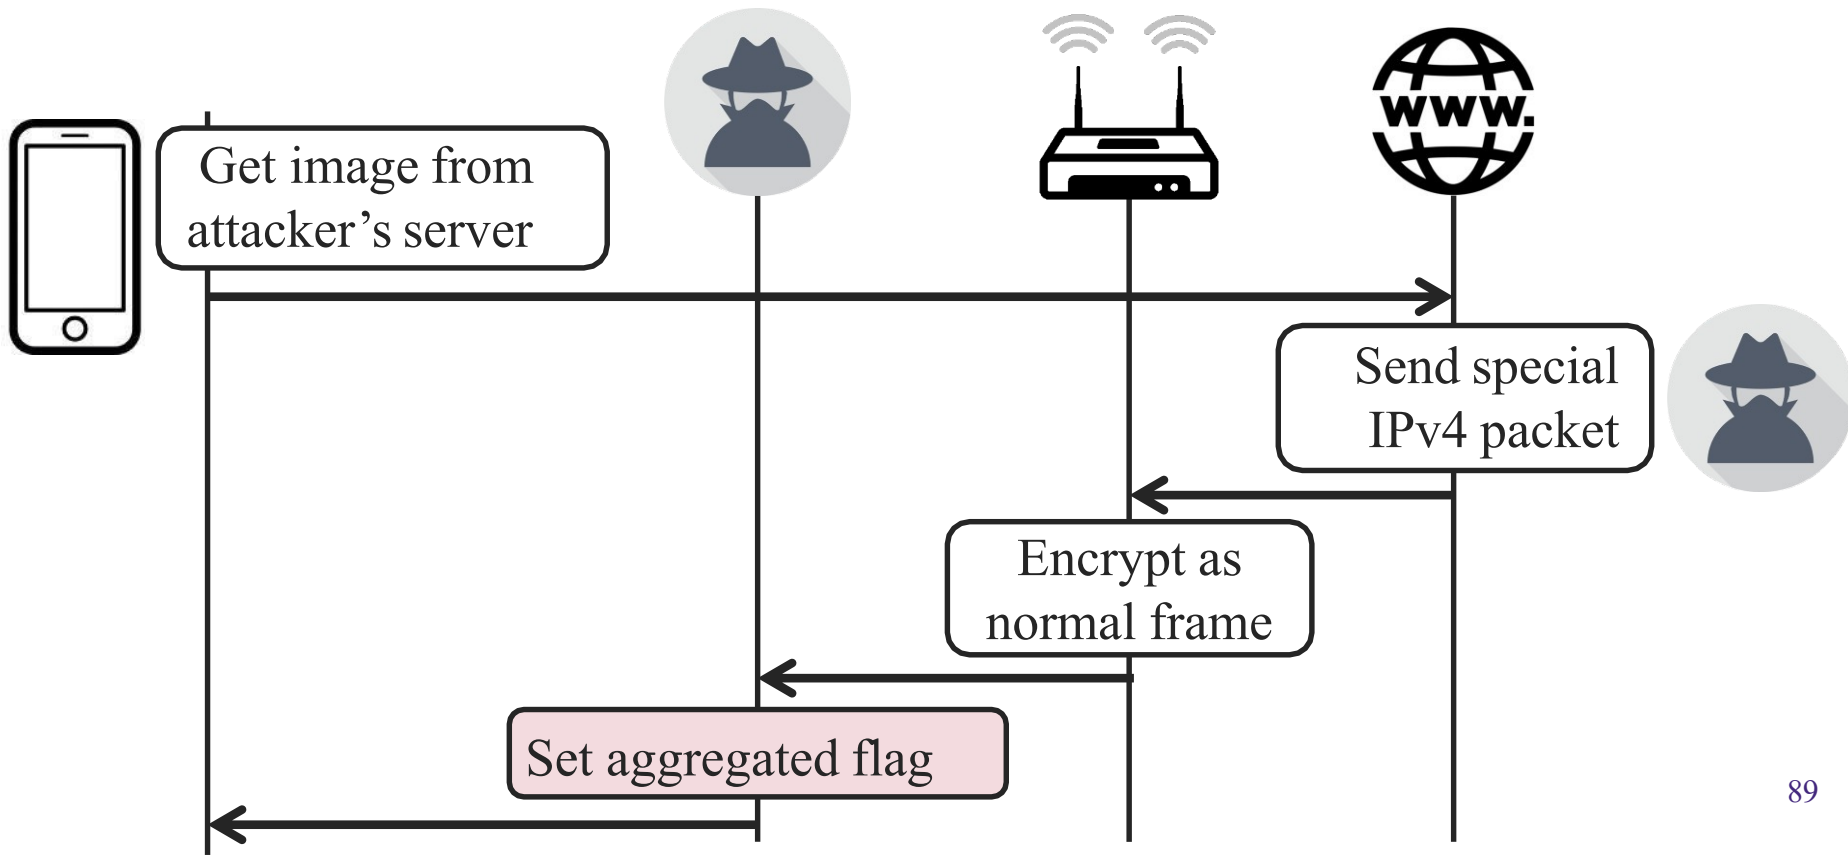 www.
Get image from
attacker’s server
Send special
IPv4 packet
Encrypt as
normal frame
Set aggregated flag
89